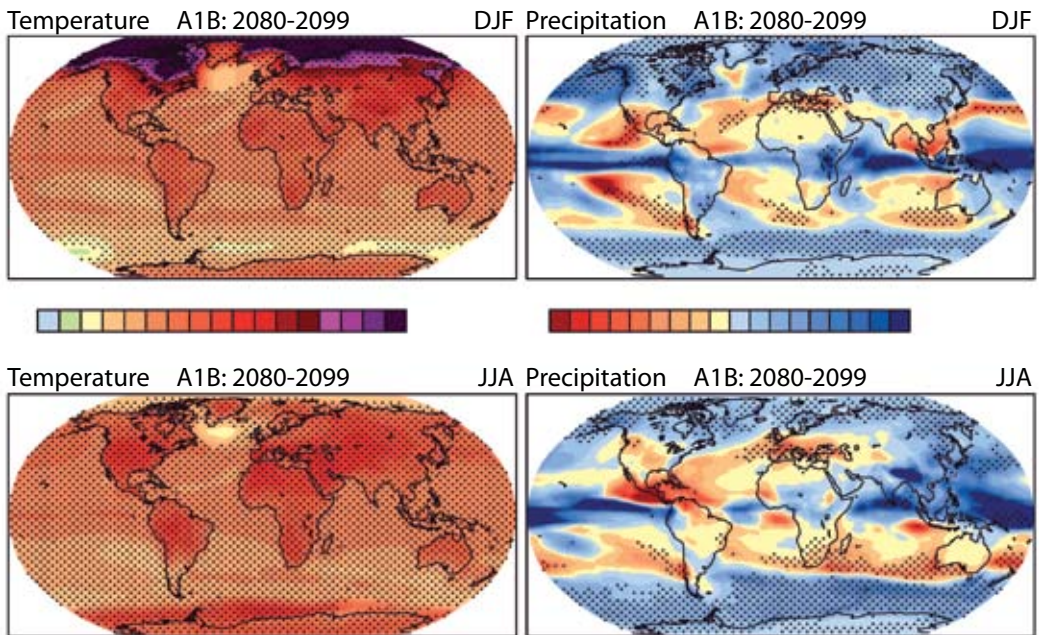 Temperature A1B: 2080-2099 DJF
Precipitation A1B: 2080-2099 DJF
Temperature A1B: 2080-2099 JJA
Precipitation A1B: 2080-2099 JJA